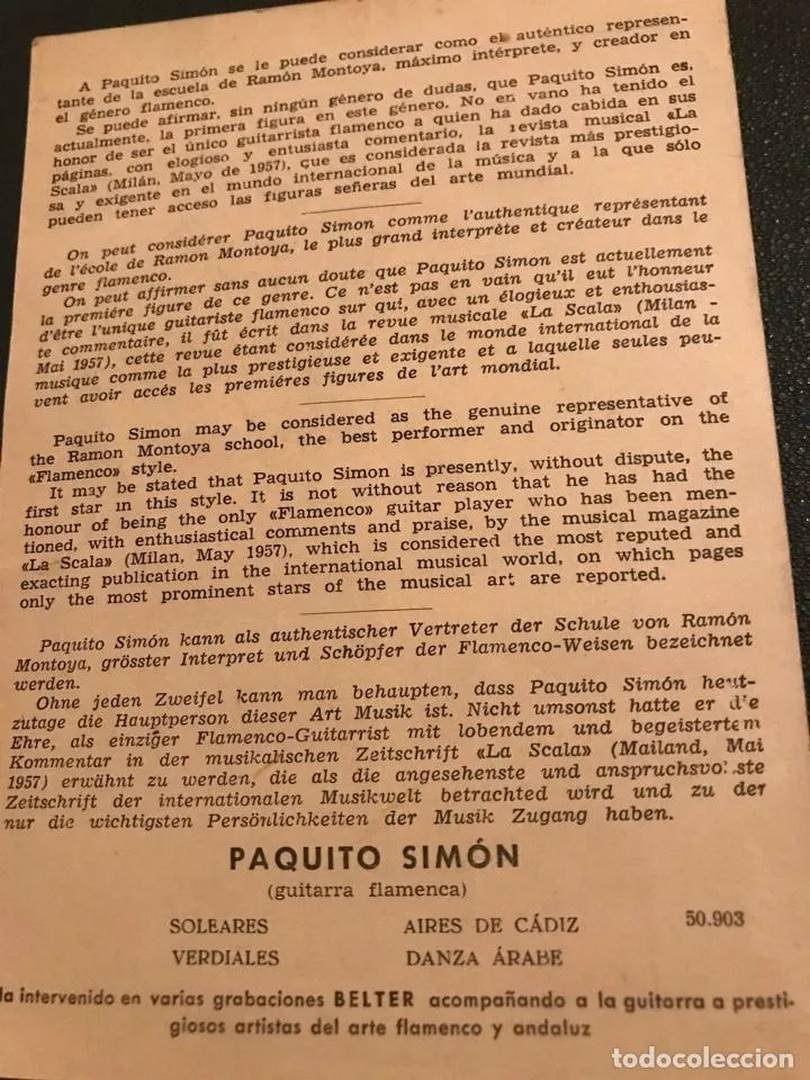 A Paquito Simón se le puede considerar como el auténtico represen-
tante de la escuela de Ramón Montoya, máximo intérprete, y creador en
el género flamenco.
Se puede afirmar, sin ningún género de dudas, que Paquito Simón es,
actualmente, la primera figura en este género. No en vano ha tenido el
honor de ser el único guitarrista flamenco a quien ha dado cabida en sus
páginas, con elogioso y entusiasta comentario, la revista musical «La
Scala» (Milán, Mayo de 1957), que es considerada la revista más prestigio-
sa y exigente en el mundo internacional de la música y a la que sólo
pueden tener acceso las figuras señeras del arte mundial.
On peut considérer Paquito Simon comme l'authentique représentant
de l'école de Ramon Montoya, le plus grand interprète et créateur dans le
genre flamenco.
On peut affirmer sans aucun doute que Paquito Simon est actuellement
la premiére figure de ce genre. Ce n'est pas en vain qu'il eut l'honneur
d'être l'unique guitariste flamenco sur qui, avec un élogieux et enthousias-
te commentaire, il fût écrit dans la revue musicale «La Scala» (Milan -
Mai 1957), cette revue étant considérée dans le monde international de la
musique comme la plus prestigieuse et exigente et a laquelle seules peu-
vent avoir accés les premiéres figures de l'art mondial.
Paquito Simon may be considered as the genuine representative of
the Ramon Montoya school, the best performer and originator on the
«Flamenco» style.
It may be stated that Paquito Simon is presently, without dispute, the
first star in this style. It is not without reason that he has had the
honour of being the only «Flamenco» guitar player who has been men-
tioned, with enthusiastical comments and praise, by the musical magazine
«La Scala» (Milan, May 1957), which is considered the most reputed and
exacting publication in the international musical world, on which pages
only the most prominent stars of the musical art are reported.
Paquito Simón kann als authentischer Vertreter der Schule von Ramón
Montoya, grösster Interpret und Schöpfer der Flamenco-Weisen bezeichnet
werden.
Ohne jeden Zweifel kann man behaupten, dass Paquito Simón heut-
zutage die Hauptperson dieser Art Musik ist. Nicht umsonst hatte er die
Ehre, als einziger Flamenco-Guitarrist mit lobendem und begeistertem
Kommentar in der musikalischen Zeitschrift «La Scala» (Mailand, Mai
1957) erwähnt zu werden, die als die angesehenste und anspruchsvollste
Zeitschrift der internationalen Musikwelt betrachted wird und zu der
nur die wichtigsten Persönlichkeiten der Musik Zugang haben.
PAQUITO SIMÓN
(guitarra flamenca)
SOLEARES AIRES DE CÁDIZ 50.903
VERDIALES DANZA ÁRABE
Ha intervenido en varias grabaciones BELTER acompañando a la guitarra a presti-
giosos artistas del arte flamenco y andaluz
todocoleccion